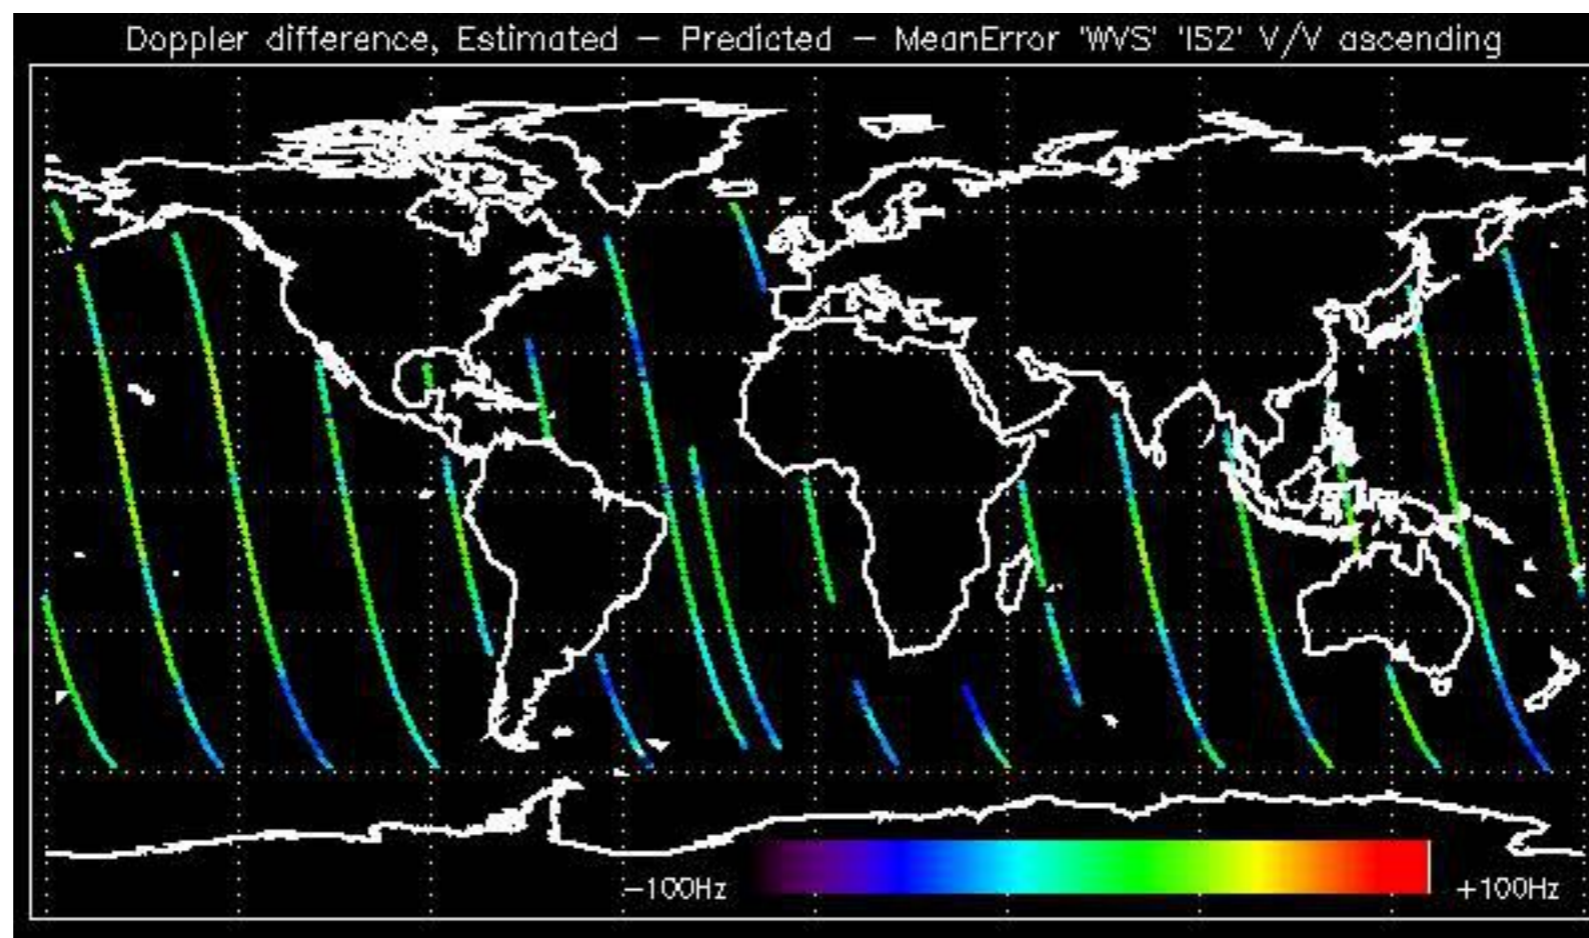 Doppler difference, Estimated – Predicted – MeanError 'WVS' 'IS2' V/V ascending
–100Hz +100Hz